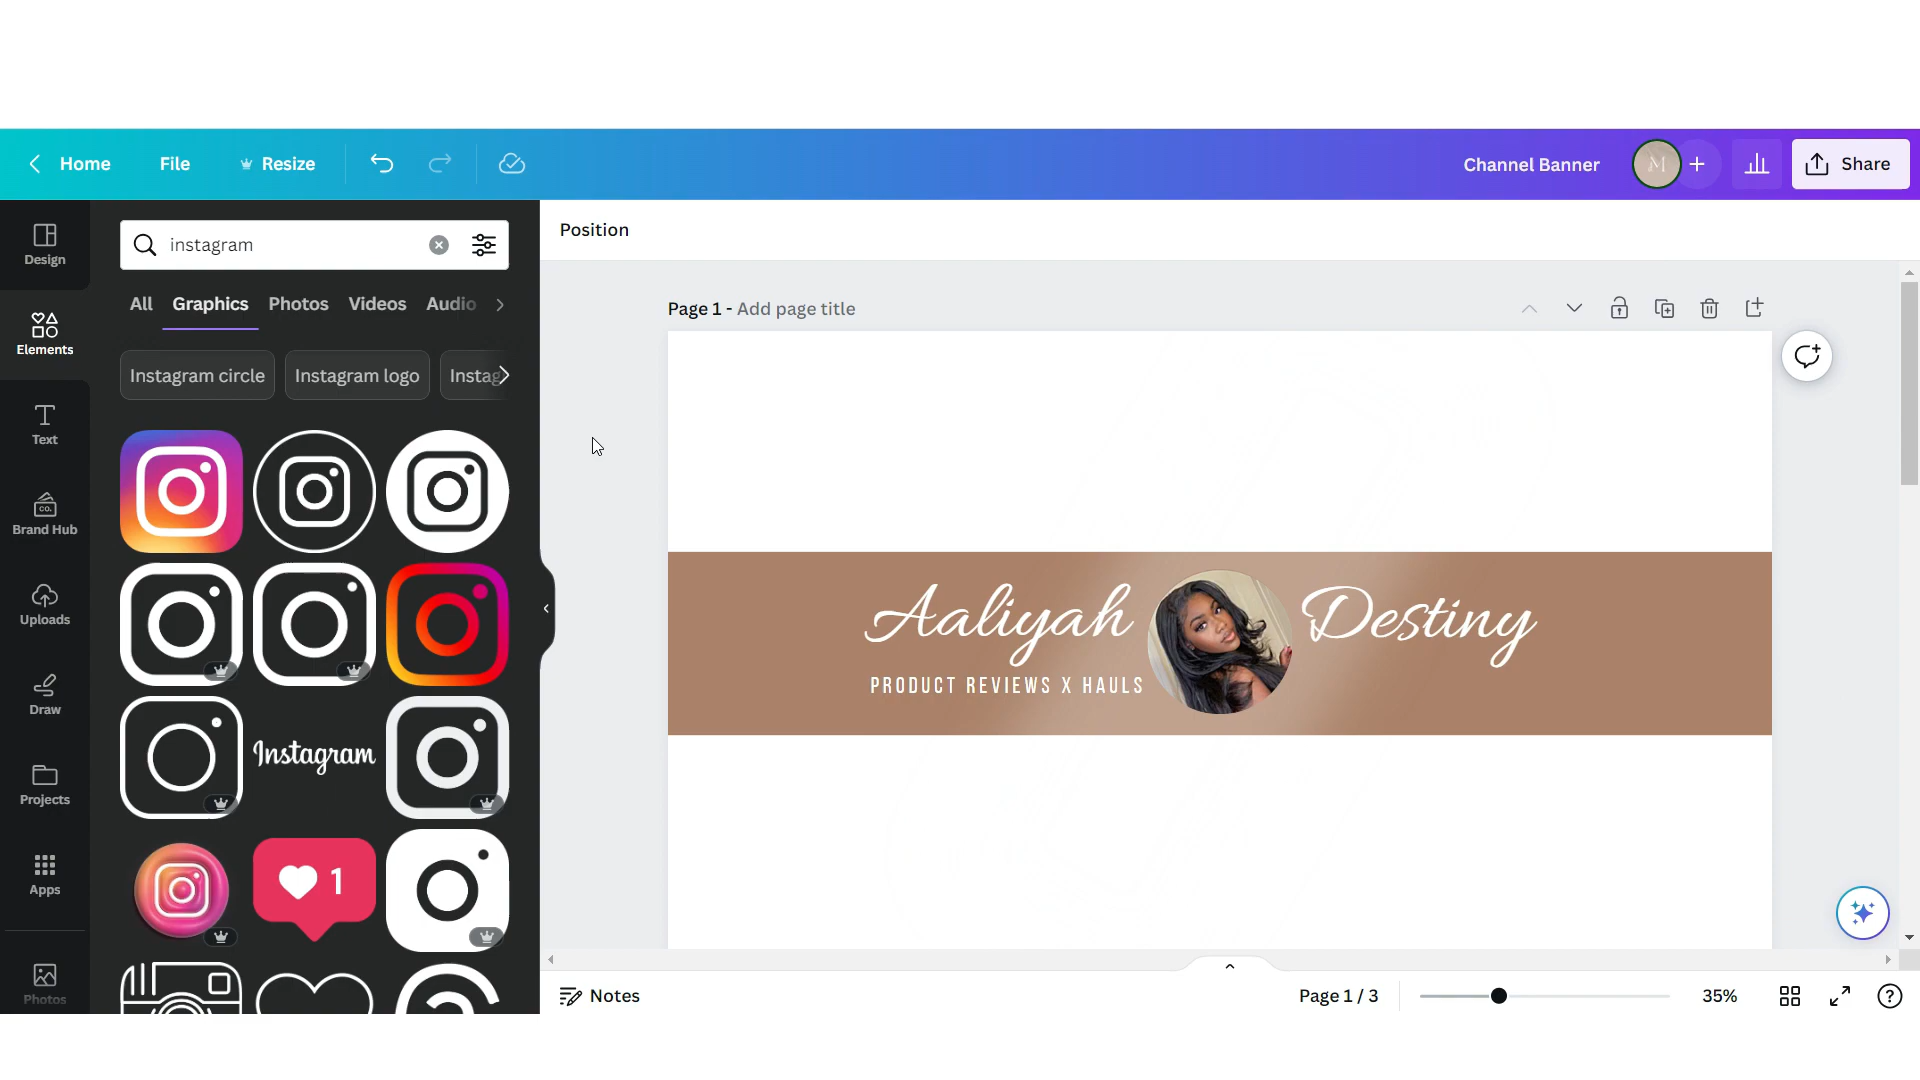 Home File Resize Channel Banner M Share
Design
Elements
Text
Brand Hub
Uploads
Draw
Projects
Apps
Photos
instagram
All Graphics Photos Videos Audio
Instagram circle Instagram logo Instag
Instagram
1
Position
Page 1 - Add page title
Aaliyah Destiny
PRODUCT REVIEWS X HAULS
Notes Page 1 / 3 35%
CO.